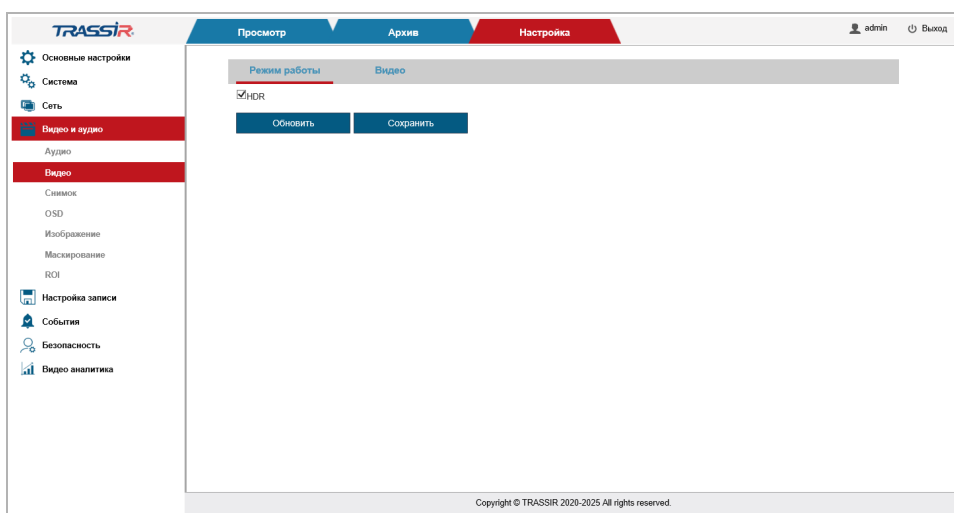 TRASSIR
Просмотр
Архив
Настройка
admin
Выход
Основные настройки
Система
Сеть
Видео и аудио
Аудио
Видео
Снимок
OSD
Изображение
Маскирование
ROI
Настройка записи
События
Безопасность
Видео аналитика
Режим работы
Видео
HDR
Обновить
Сохранить
Copyright © TRASSIR 2020-2025 All rights reserved.